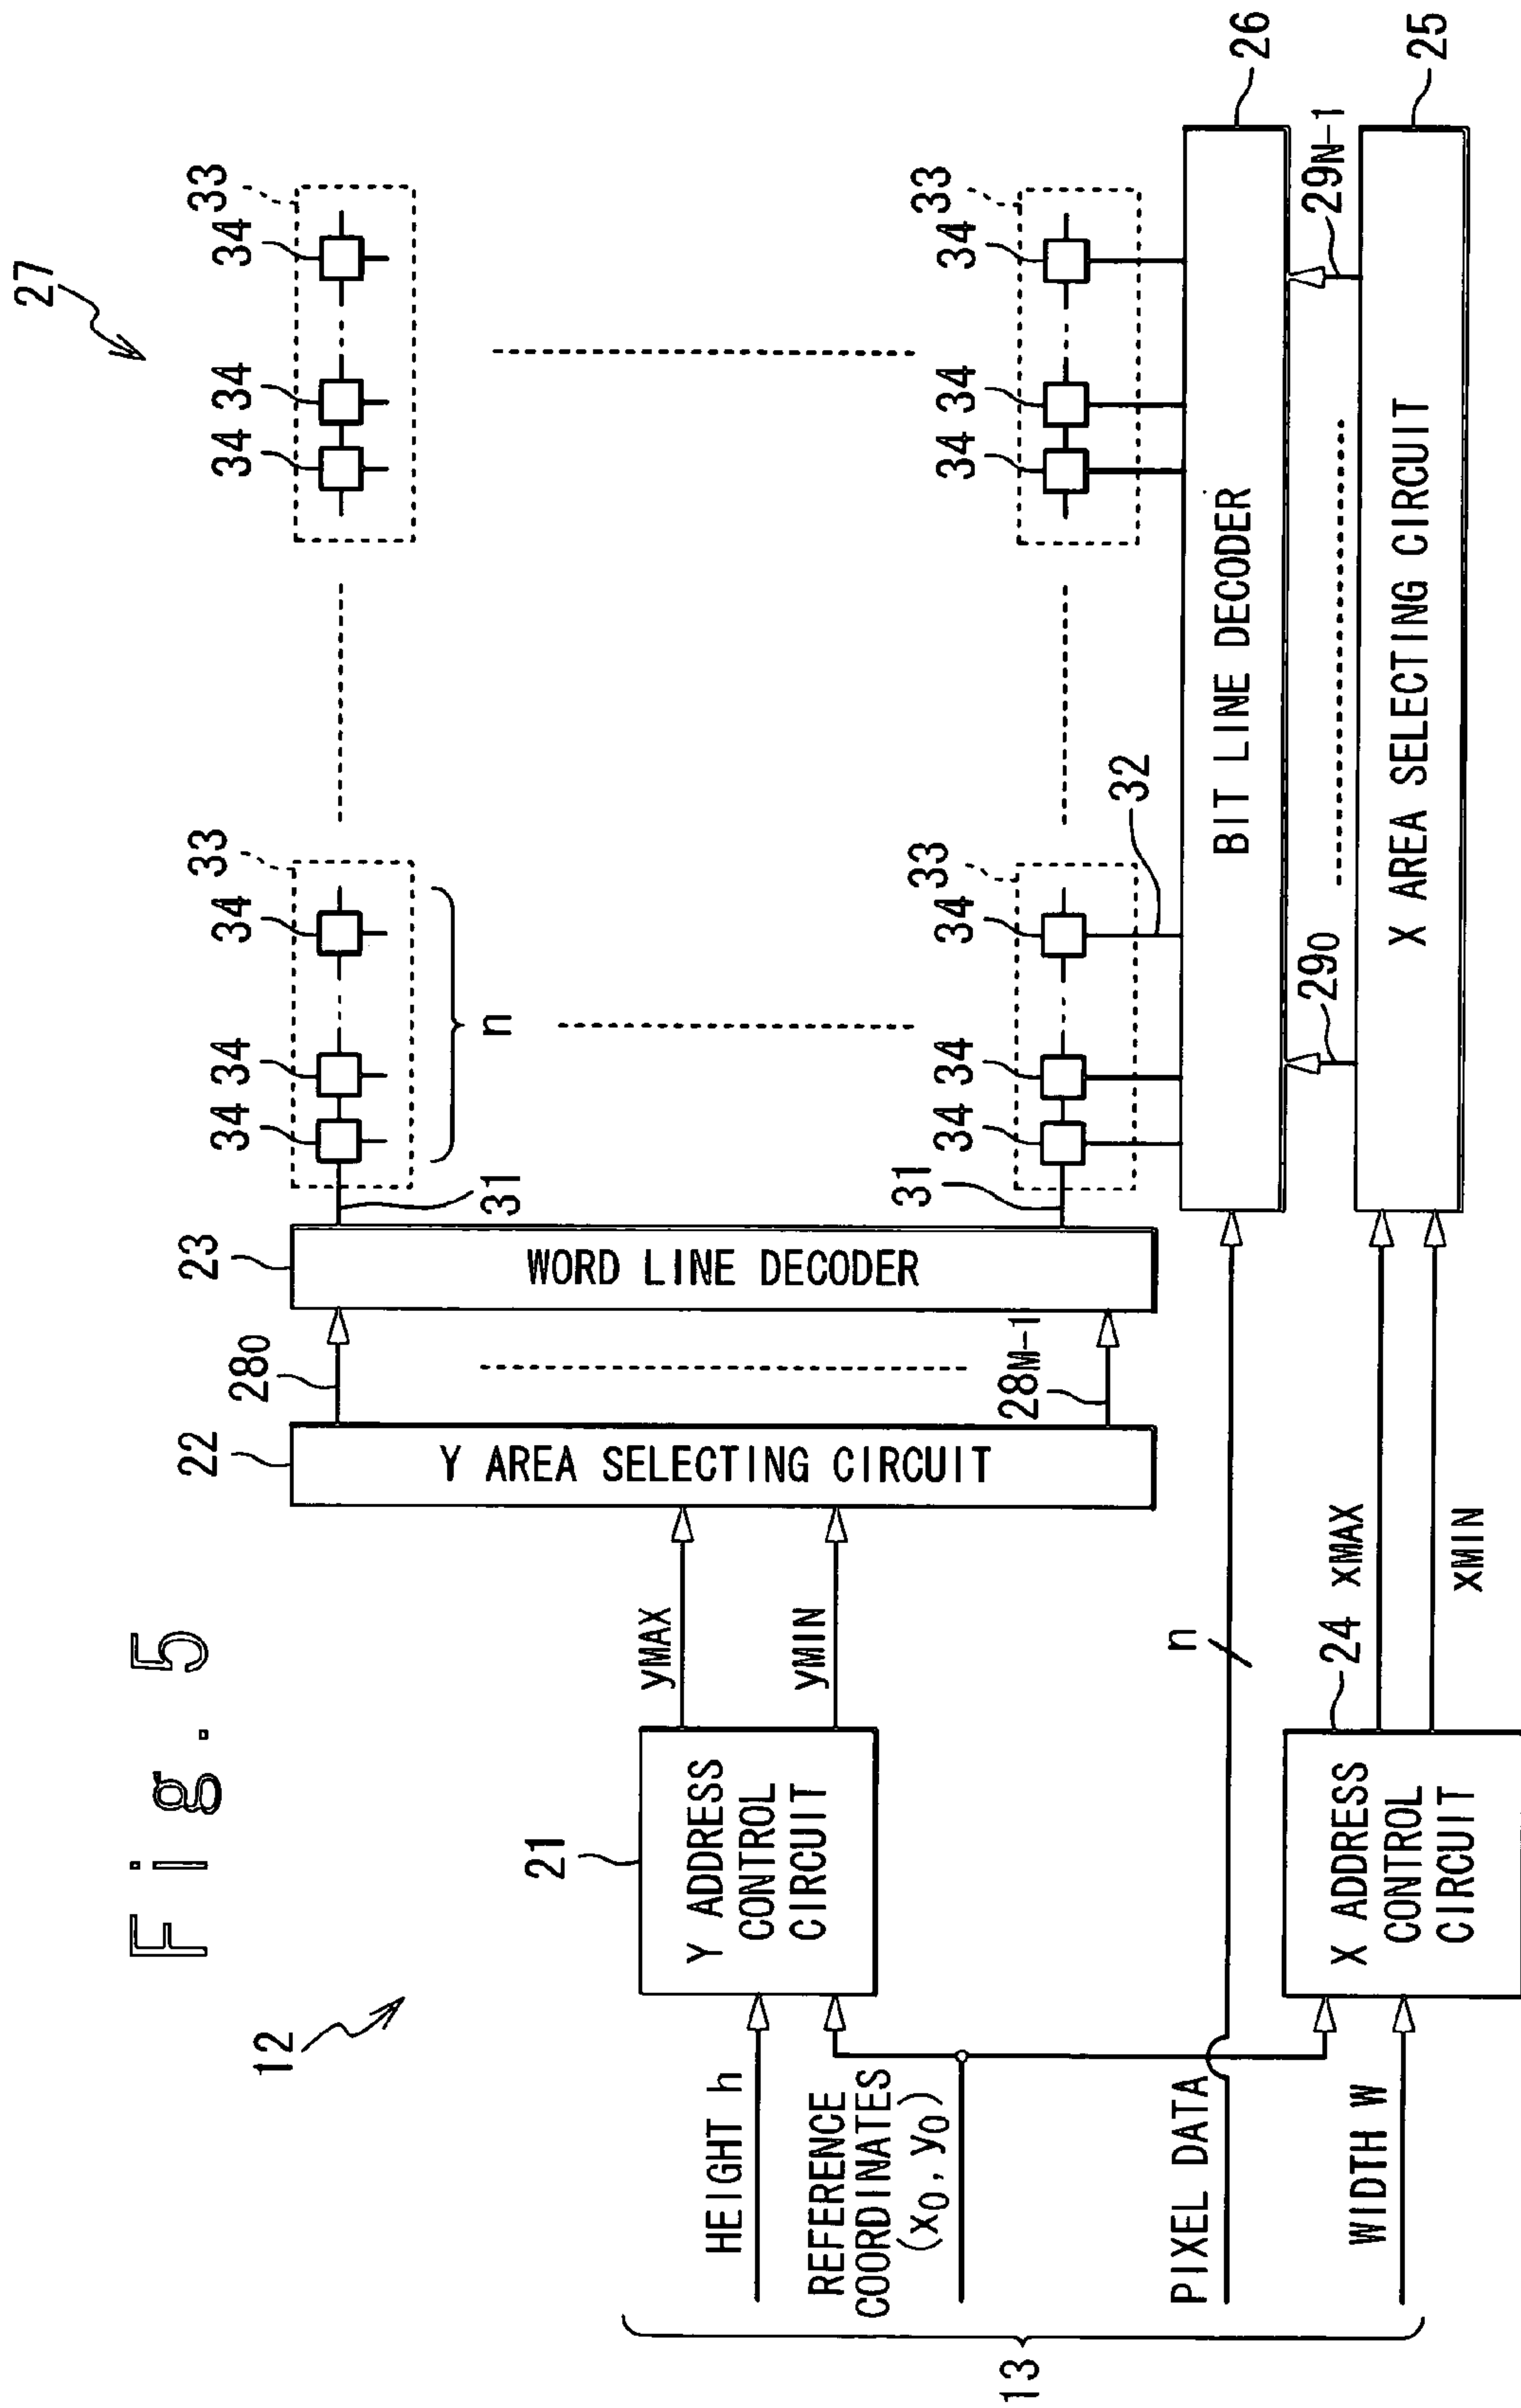 Fig. 5
12
27
33
33
34
34
34
34
34
34
n
31
23
WORD LINE DECODER
28₀
28M-1
22
Y AREA SELECTING CIRCUIT
yMAX
yMIN
21
Y ADDRESS
CONTROL
CIRCUIT
HEIGHT h
REFERENCE
COORDINATES
(x₀, y₀)
33
33
34
34
34
34
34
34
31
32
26
BIT LINE DECODER
29₀
29N-1
25
X AREA SELECTING CIRCUIT
n
PIXEL DATA
24
xMAX
xMIN
X ADDRESS
CONTROL
CIRCUIT
WIDTH W
13